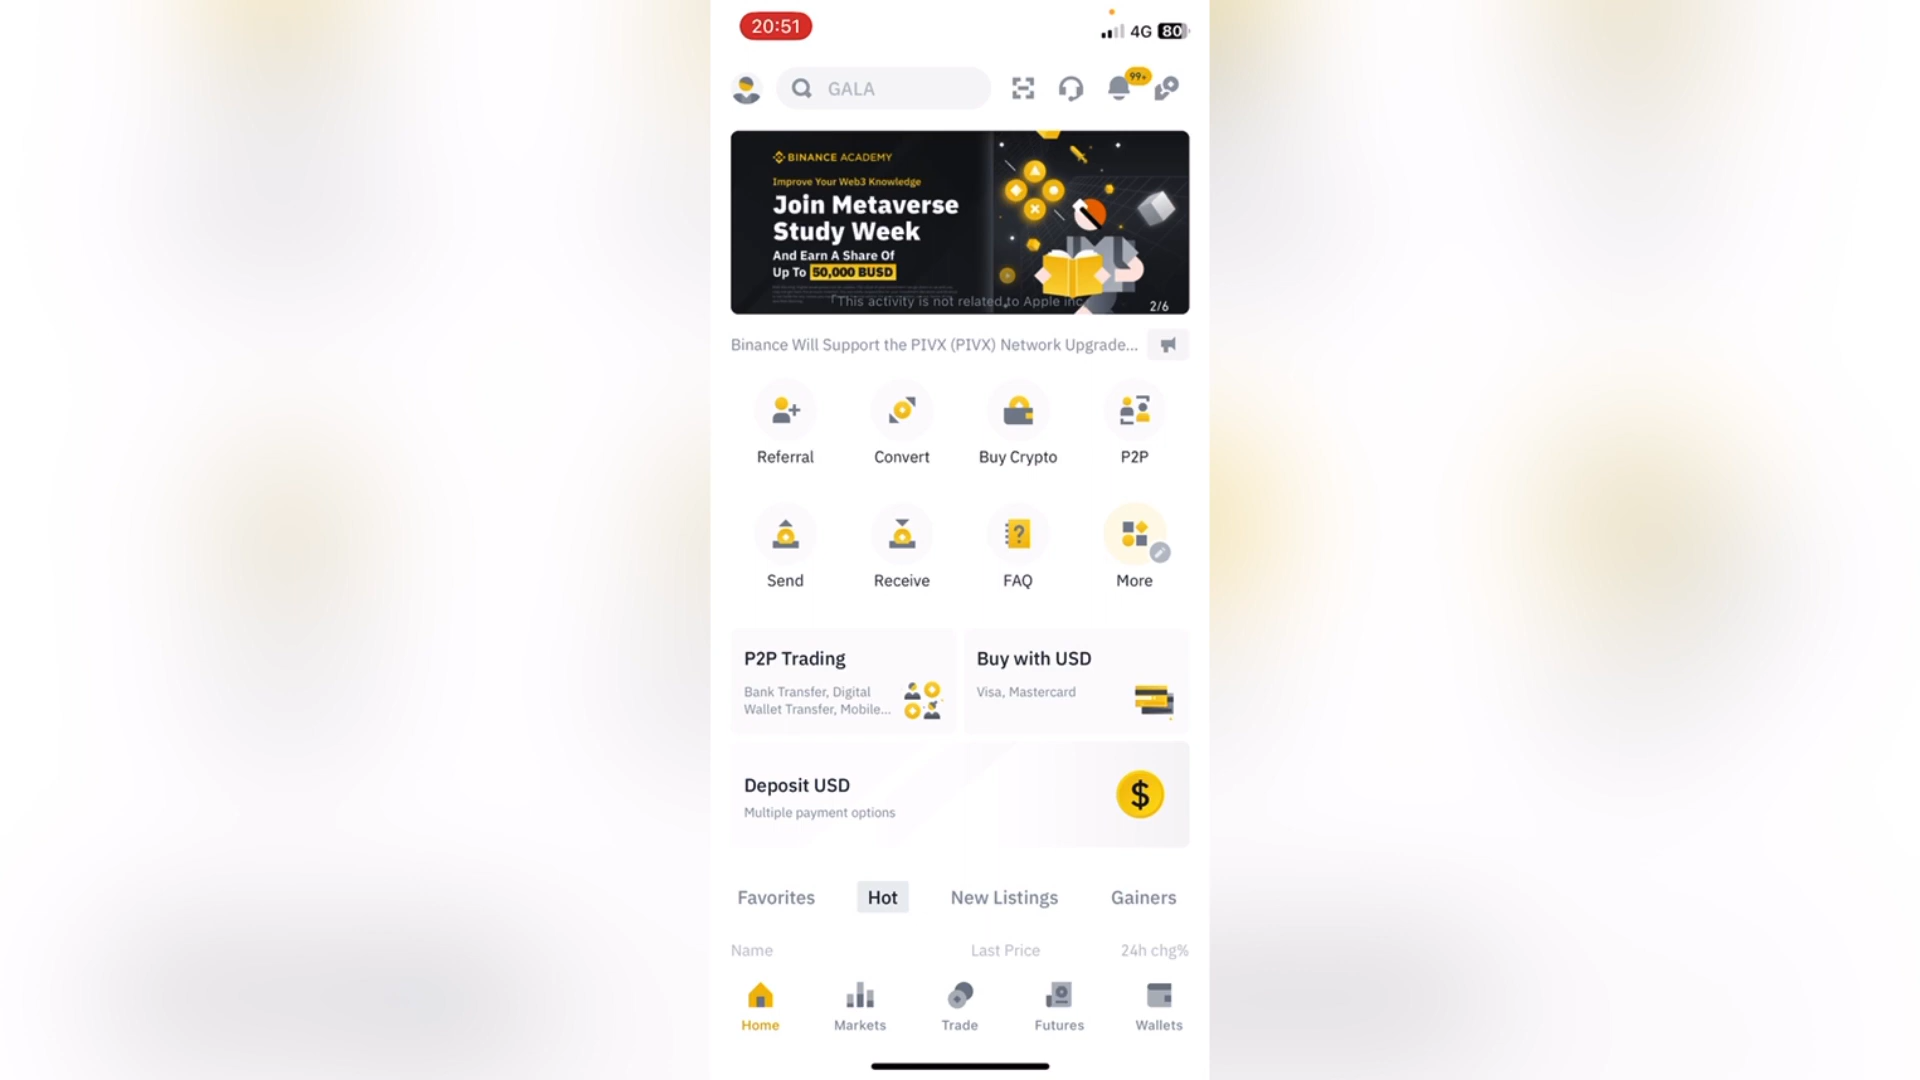 20:51
4G 80
GALA
99+
BINANCE ACADEMY
Improve Your Web3 Knowledge
Join Metaverse
Study Week
And Earn A Share Of
Up To 50,000 BUSD
「This activity is not related to Apple inc
2/6
Binance Will Support the PIVX (PIVX) Network Upgrade...
Referral
Convert
Buy Crypto
P2P
Send
Receive
FAQ
More
P2P Trading
Bank Transfer, Digital
Wallet Transfer, Mobile...
Buy with USD
Visa, Mastercard
Deposit USD
Multiple payment options
Favorites
Hot
New Listings
Gainers
Name
Last Price
24h chg%
Home
Markets
Trade
Futures
Wallets